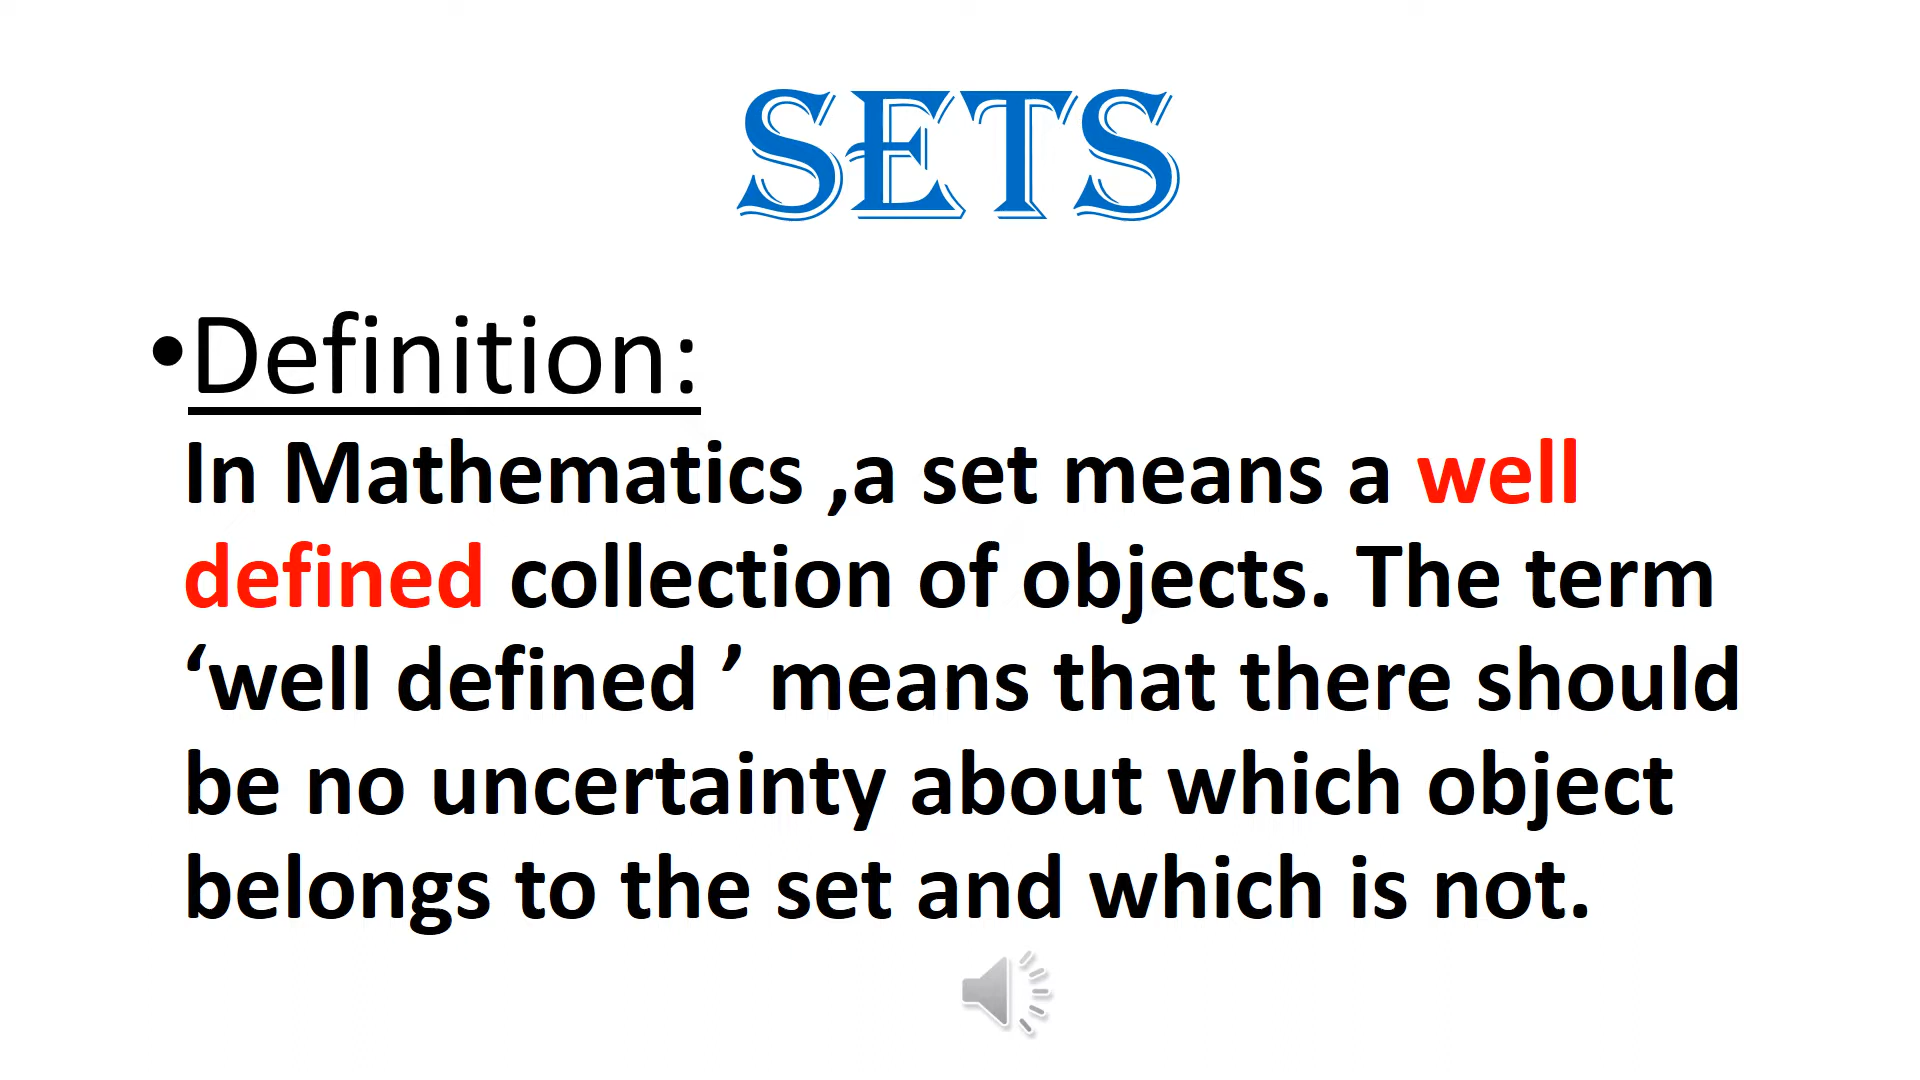 SETS
•Definition:
In Mathematics ,a set means a well
defined collection of objects. The term
‘well defined ’ means that there should
be no uncertainty about which object
belongs to the set and which is not.